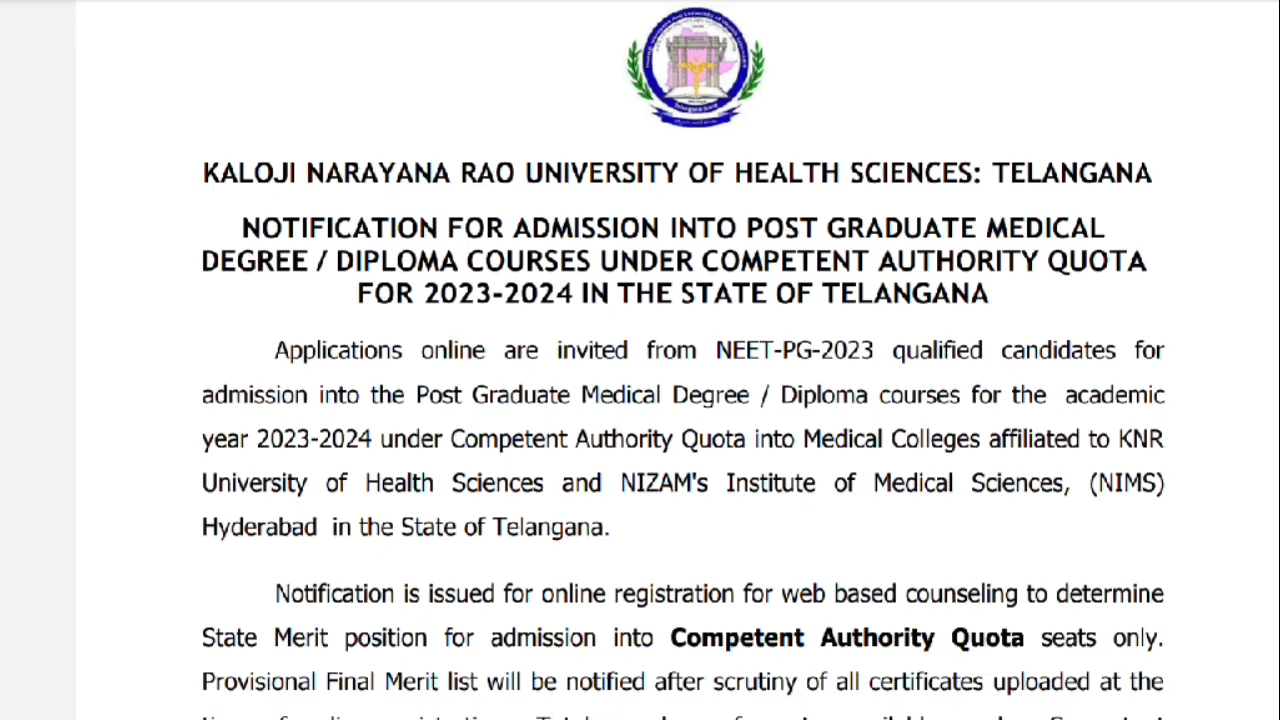 Telangana State
KALOJI NARAYANA RAO UNIVERSITY OF HEALTH SCIENCES: TELANGANA
NOTIFICATION FOR ADMISSION INTO POST GRADUATE MEDICAL
DEGREE / DIPLOMA COURSES UNDER COMPETENT AUTHORITY QUOTA
FOR 2023-2024 IN THE STATE OF TELANGANA
Applications online are invited from NEET-PG-2023 qualified candidates for
admission into the Post Graduate Medical Degree / Diploma courses for the academic
year 2023-2024 under Competent Authority Quota into Medical Colleges affiliated to KNR
University of Health Sciences and NIZAM's Institute of Medical Sciences, (NIMS)
Hyderabad in the State of Telangana.
Notification is issued for online registration for web based counseling to determine
State Merit position for admission into Competent Authority Quota seats only.
Provisional Final Merit list will be notified after scrutiny of all certificates uploaded at the